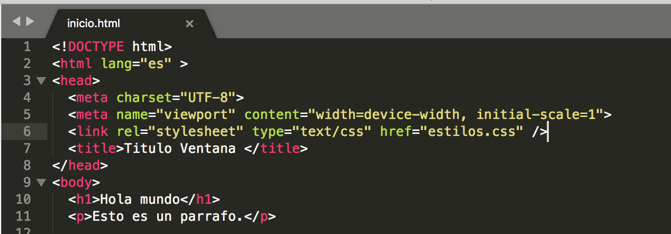 inicio.html
1 <!DOCTYPE html>
2 <html lang="es" >
3 <head>
4 <meta charset="UTF-8">
5 <meta name="viewport" content="width=device-width, initial-scale=1">
6 <link rel="stylesheet" type="text/css" href="estilos.css" />
7 <title>Titulo Ventana </title>
8 </head>
9 <body>
10 <h1>Hola mundo</h1>
11 <p>Esto es un parrafo.</p>
12